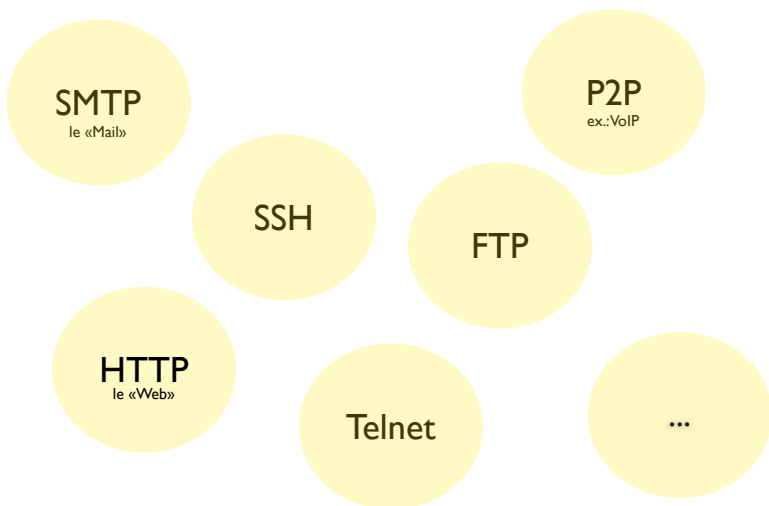 SMTP
le «Mail»
P2P
ex.:VoIP
SSH
FTP
HTTP
le «Web»
Telnet
...